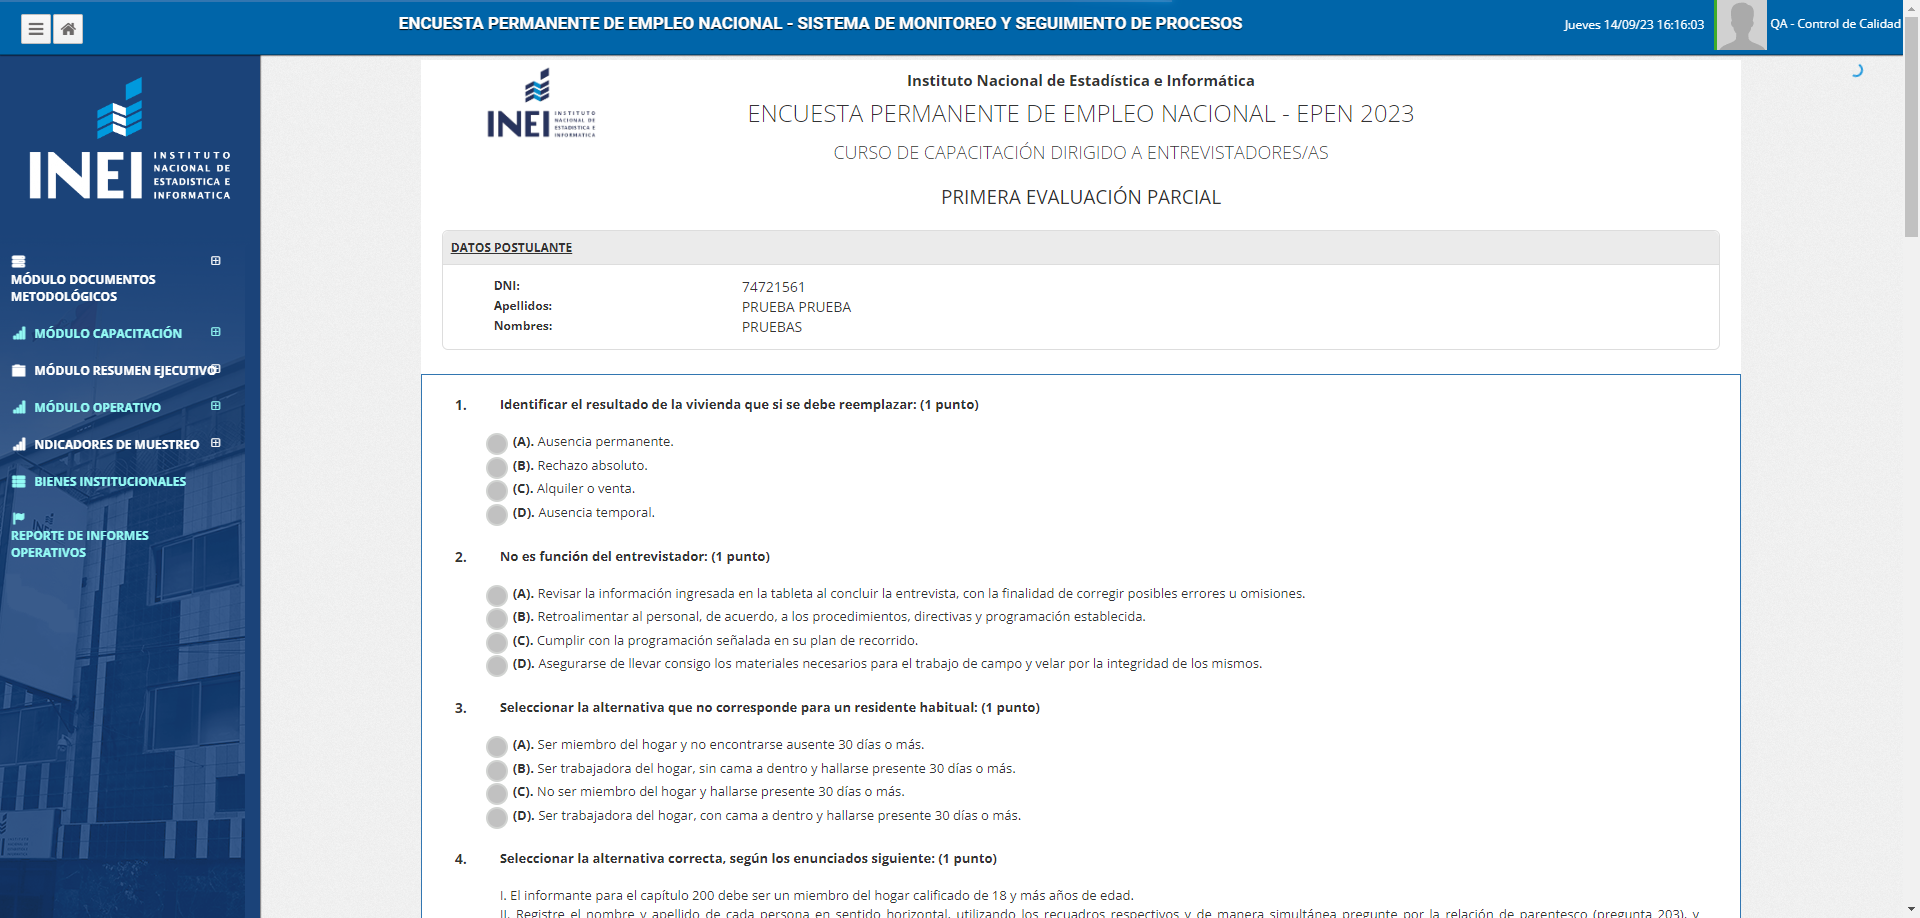 ENCUESTA PERMANENTE DE EMPLEO NACIONAL - SISTEMA DE MONITOREO Y SEGUIMIENTO DE PROCESOS
Jueves 14/09/23 16:16:03
QA - Control de Calidad
INEI INSTITUTO NACIONAL DE ESTADISTICA E INFORMATICA
MÓDULO DOCUMENTOS
METODOLÓGICOS
MÓDULO CAPACITACIÓN
MÓDULO RESUMEN EJECUTIVO
MÓDULO OPERATIVO
NDICADORES DE MUESTREO
BIENES INSTITUCIONALES
REPORTE DE INFORMES
OPERATIVOS
INEI INSTITUTO NACIONAL DE ESTADISTICA E INFORMATICA
Instituto Nacional de Estadística e Informática
ENCUESTA PERMANENTE DE EMPLEO NACIONAL - EPEN 2023
CURSO DE CAPACITACIÓN DIRIGIDO A ENTREVISTADORES/AS
PRIMERA EVALUACIÓN PARCIAL
DATOS POSTULANTE
DNI: 74721561
Apellidos: PRUEBA PRUEBA
Nombres: PRUEBAS
1. Identificar el resultado de la vivienda que si se debe reemplazar: (1 punto)
(A). Ausencia permanente.
(B). Rechazo absoluto.
(C). Alquiler o venta.
(D). Ausencia temporal.
2. No es función del entrevistador: (1 punto)
(A). Revisar la información ingresada en la tableta al concluir la entrevista, con la finalidad de corregir posibles errores u omisiones.
(B). Retroalimentar al personal, de acuerdo, a los procedimientos, directivas y programación establecida.
(C). Cumplir con la programación señalada en su plan de recorrido.
(D). Asegurarse de llevar consigo los materiales necesarios para el trabajo de campo y velar por la integridad de los mismos.
3. Seleccionar la alternativa que no corresponde para un residente habitual: (1 punto)
(A). Ser miembro del hogar y no encontrarse ausente 30 días o más.
(B). Ser trabajadora del hogar, sin cama a dentro y hallarse presente 30 días o más.
(C). No ser miembro del hogar y hallarse presente 30 días o más.
(D). Ser trabajadora del hogar, con cama a dentro y hallarse presente 30 días o más.
4. Seleccionar la alternativa correcta, según los enunciados siguiente: (1 punto)
I. El informante para el capítulo 200 debe ser un miembro del hogar calificado de 18 y más años de edad.
II. Registre el nombre y apellido de cada persona en sentido horizontal, utilizando los recuadros respectivos y de manera simultánea pregunte por la relación de parentesco (pregunta 203), y